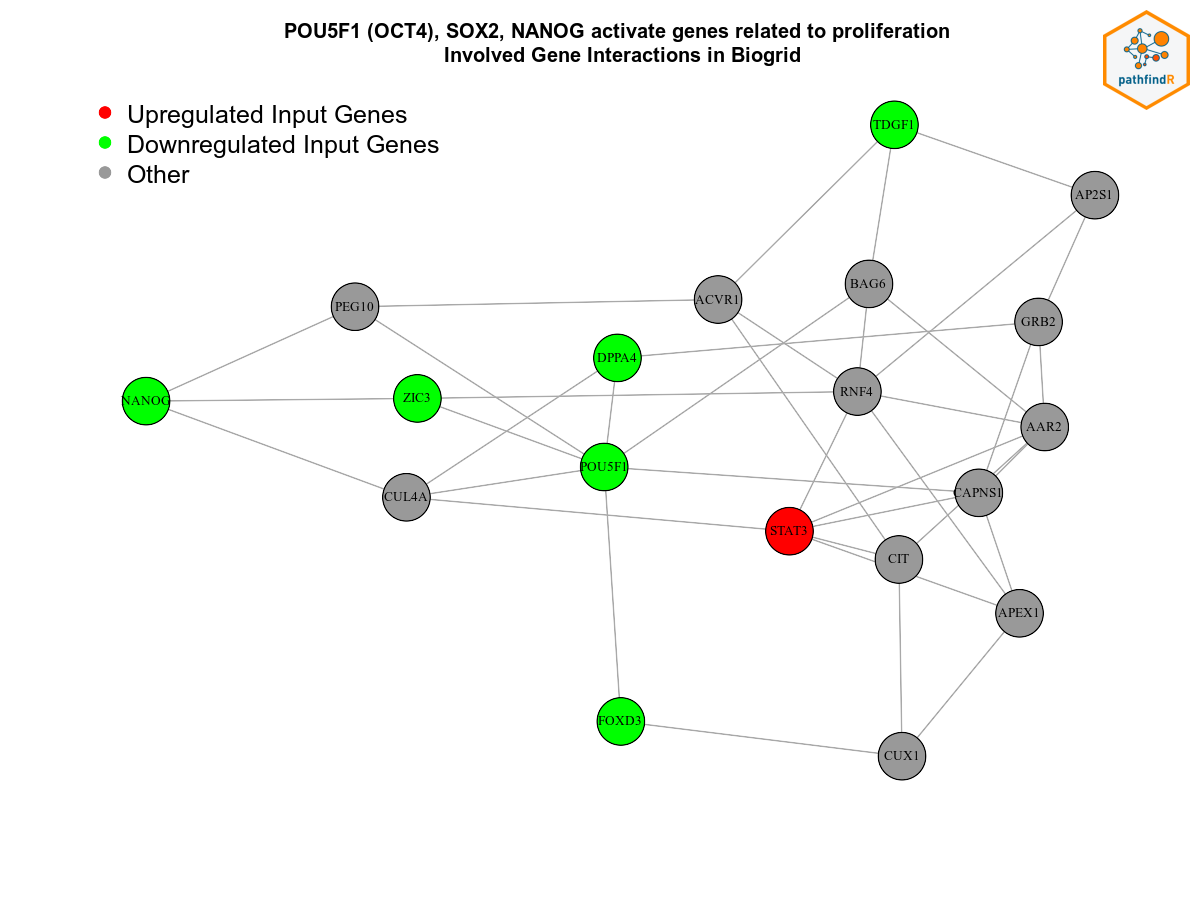 POU5F1 (OCT4), SOX2, NANOG activate genes related to proliferation
Involved Gene Interactions in Biogrid
pathfindR
Upregulated Input Genes
Downregulated Input Genes
Other
TDGF1
AP2S1
BAG6
ACVR1
PEG10
GRB2
DPPA4
RNF4
ZIC3
NANOG
AAR2
POU5F1
CAPNS1
CUL4A
STAT3
CIT
APEX1
FOXD3
CUX1